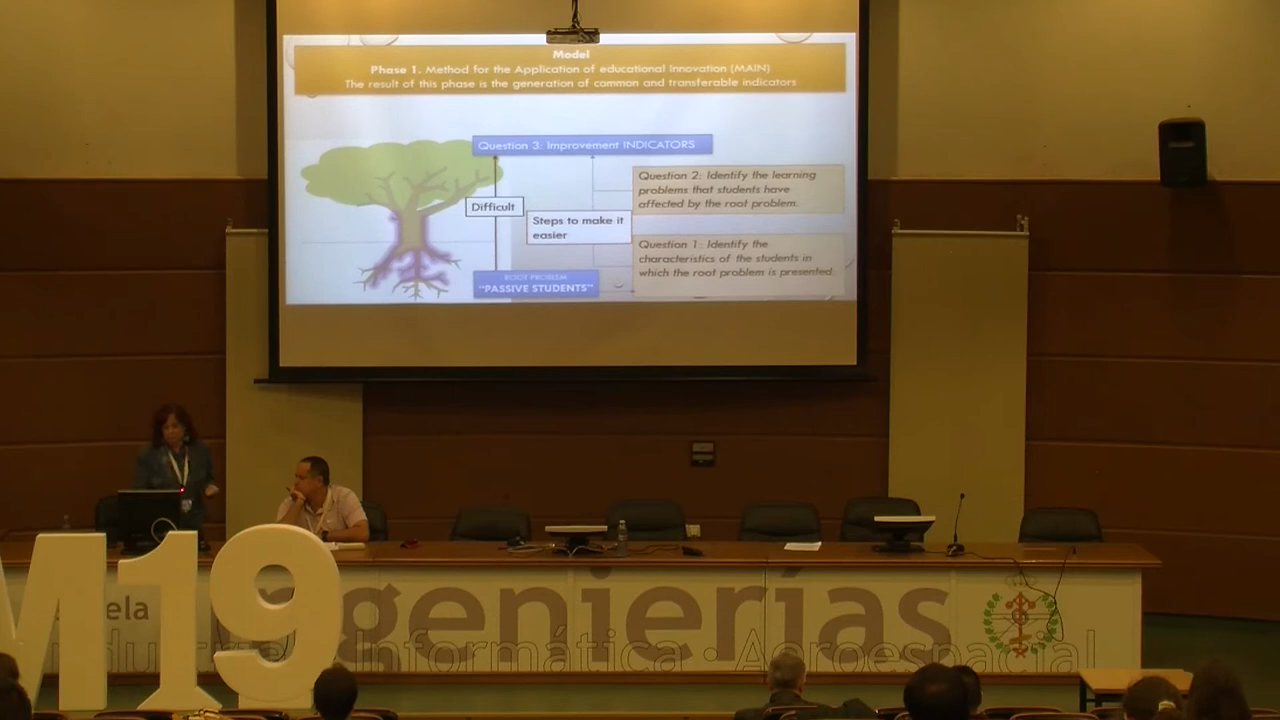 Model
Phase 1. Method for the Application of educational Innovation (MAIN)
The result of this phase is the generation of common and transferable indicators
Question 3: Improvement INDICATORS
Question 2: Identify the learning
problems that students have
affected by the root problem.
Difficult
Steps to make it
easier
Question 1: Identify the
characteristics of the students in
which the root problem is presented.
ROOT PROBLEM
"PASSIVE STUDENTS"
M19
ngenierías
Informática • Aeroespacial